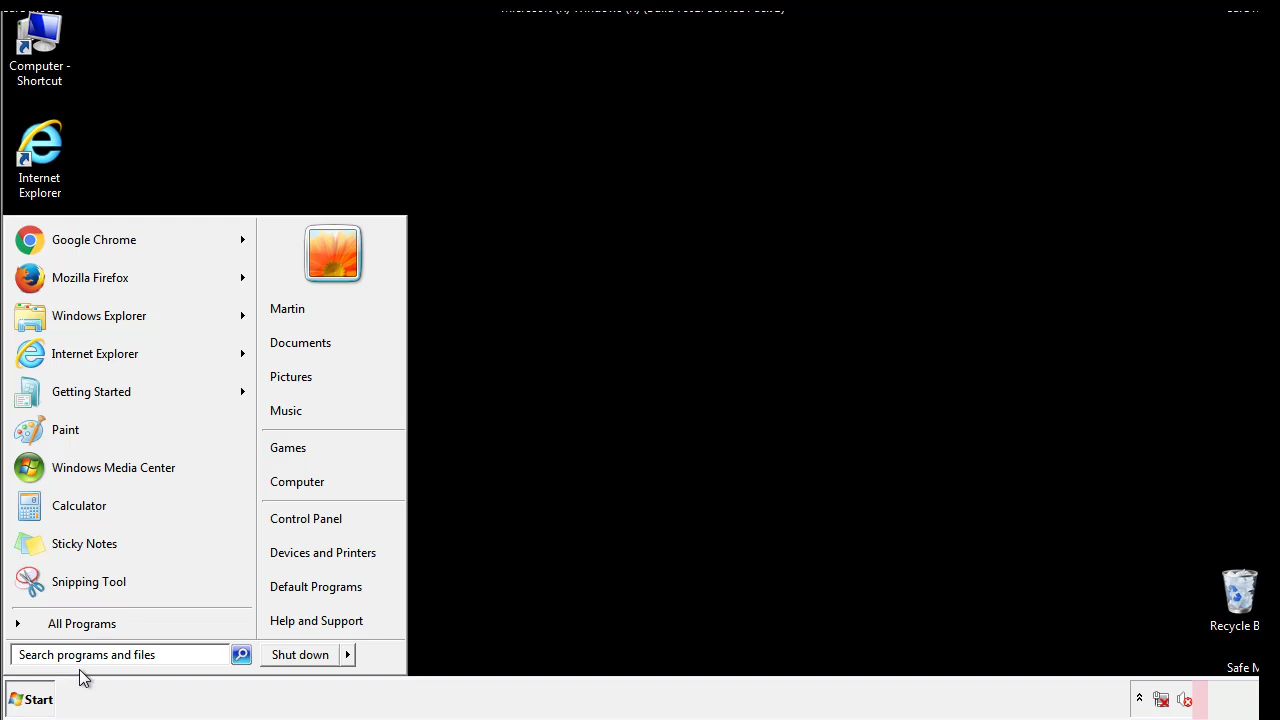 Computer -
Shortcut
Internet
Explorer
Google Chrome
Mozilla Firefox
Windows Explorer
Internet Explorer
Getting Started
Paint
Windows Media Center
Calculator
Sticky Notes
Snipping Tool
All Programs
Search programs and files
Martin
Documents
Pictures
Music
Games
Computer
Control Panel
Devices and Printers
Default Programs
Help and Support
Shut down
Recycle B
Safe M
Start